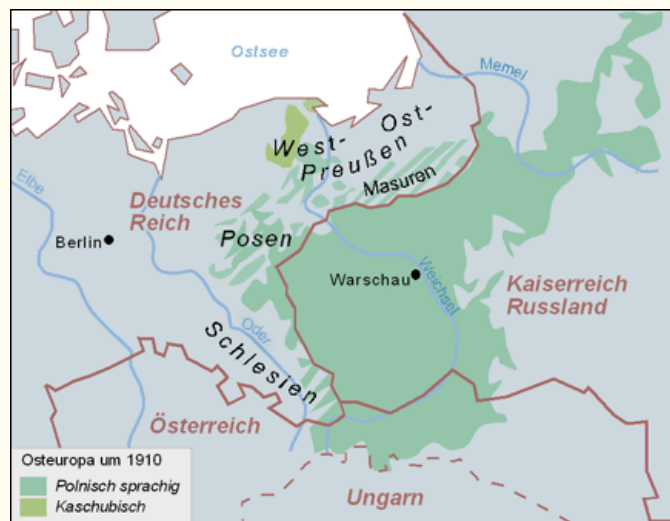 Ostsee
Memel
West-
Ost-
Preußen
Masuren
Elbe
Deutsches
Reich
Berlin
Posen
Warschau
Weichsel
Kaiserreich
Russland
Oder
Schlesien
Österreich
Ungarn
Osteuropa um 1910
Polnisch sprachig
Kaschubisch